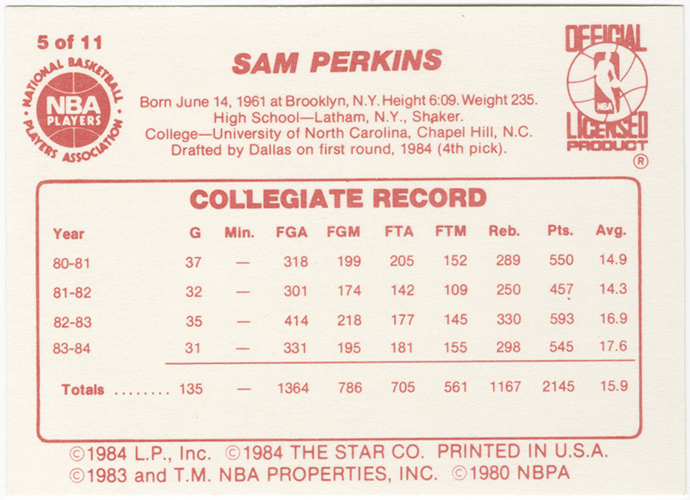 5 of 11
NATIONAL BASKETBALL
NBA
PLAYERS
PLAYERS ASSOCIATION
SAM PERKINS
OFFICIAL
NBA
LICENSED
PRODUCT
®
Born June 14, 1961 at Brooklyn, N.Y. Height 6:09. Weight 235.
High School—Latham, N.Y., Shaker.
College—University of North Carolina, Chapel Hill, N.C.
Drafted by Dallas on first round, 1984 (4th pick).
COLLEGIATE RECORD
Year G Min. FGA FGM FTA FTM Reb. Pts. Avg.
80-81 37 — 318 199 205 152 289 550 14.9
81-82 32 — 301 174 142 109 250 457 14.3
82-83 35 — 414 218 177 145 330 593 16.9
83-84 31 — 331 195 181 155 298 545 17.6
Totals ........ 135 — 1364 786 705 561 1167 2145 15.9
©1984 L.P., Inc. ©1984 THE STAR CO. PRINTED IN U.S.A.
©1983 and T.M. NBA PROPERTIES, INC. ©1980 NBPA